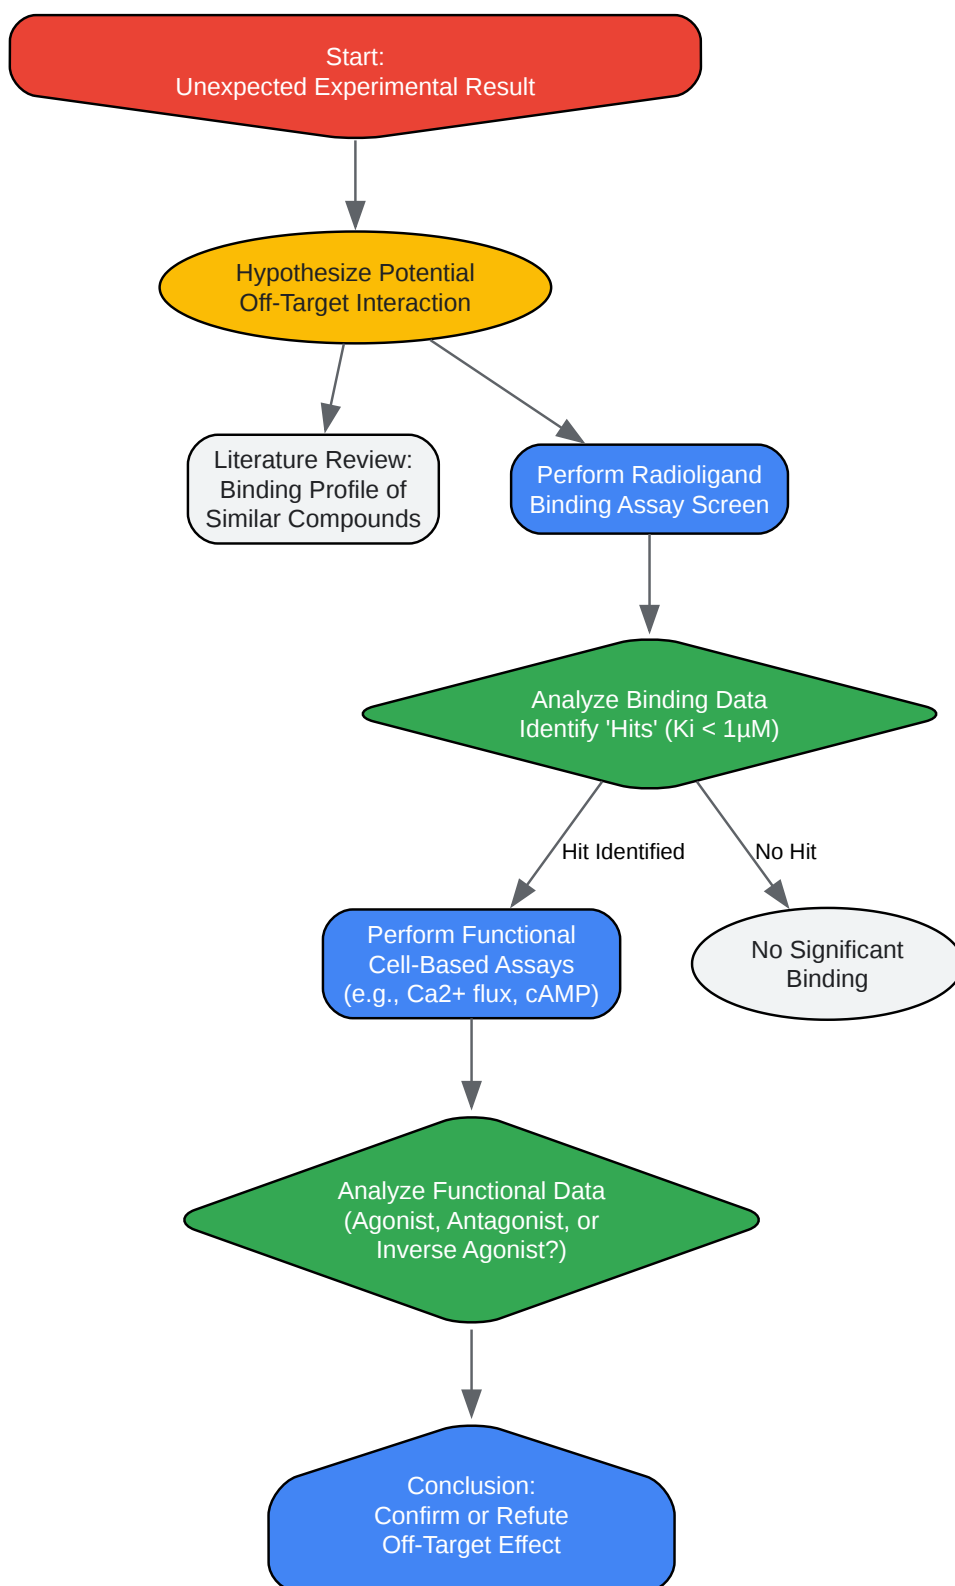 Start:
Unexpected Experimental Result
Hypothesize Potential
Off-Target Interaction
Literature Review:
Binding Profile of
Similar Compounds
Perform Radioligand
Binding Assay Screen
Analyze Binding Data
Identify 'Hits' (Ki < 1µM)
Hit Identified
No Hit
Perform Functional
Cell-Based Assays
(e.g., Ca2+ flux, cAMP)
No Significant
Binding
Analyze Functional Data
(Agonist, Antagonist, or
Inverse Agonist?)
Conclusion:
Confirm or Refute
Off-Target Effect